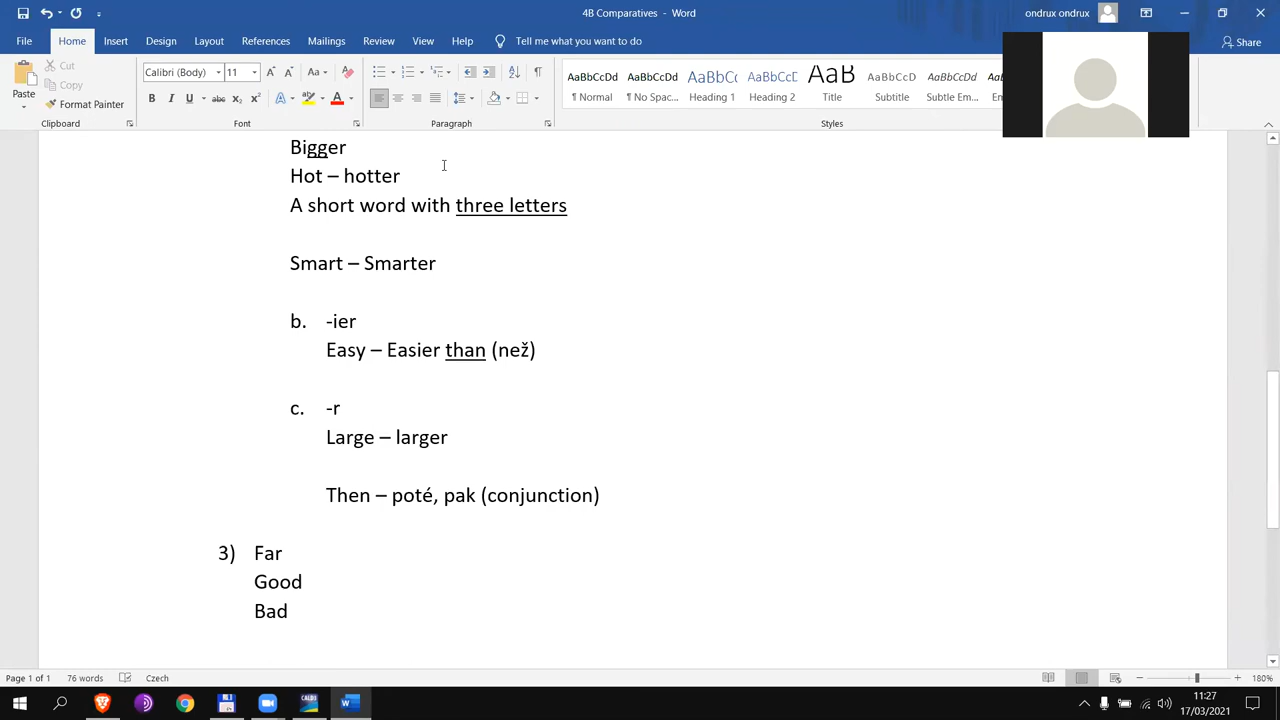 4B Comparatives - Word
ondrux ondrux
File Home Insert Design Layout References Mailings Review View Help Tell me what you want to do Share
Cut
Copy
Format Painter
Paste
Calibri (Body) 11
AaBbCcDd AaBbCcDd AaBbCc AaBbCcD AaB AaBbCcDd AaBbCcDd
¶ Normal ¶ No Spac... Heading 1 Heading 2 Title Subtitle Subtle Em...
Clipboard Font Paragraph Styles
Bigger
Hot – hotter
A short word with three letters
Smart – Smarter
b. -ier
Easy – Easier than (než)
c. -r
Large – larger
Then – poté, pak (conjunction)
3) Far
Good
Bad
Page 1 of 1 76 words Czech 180%
11:27
17/03/2021